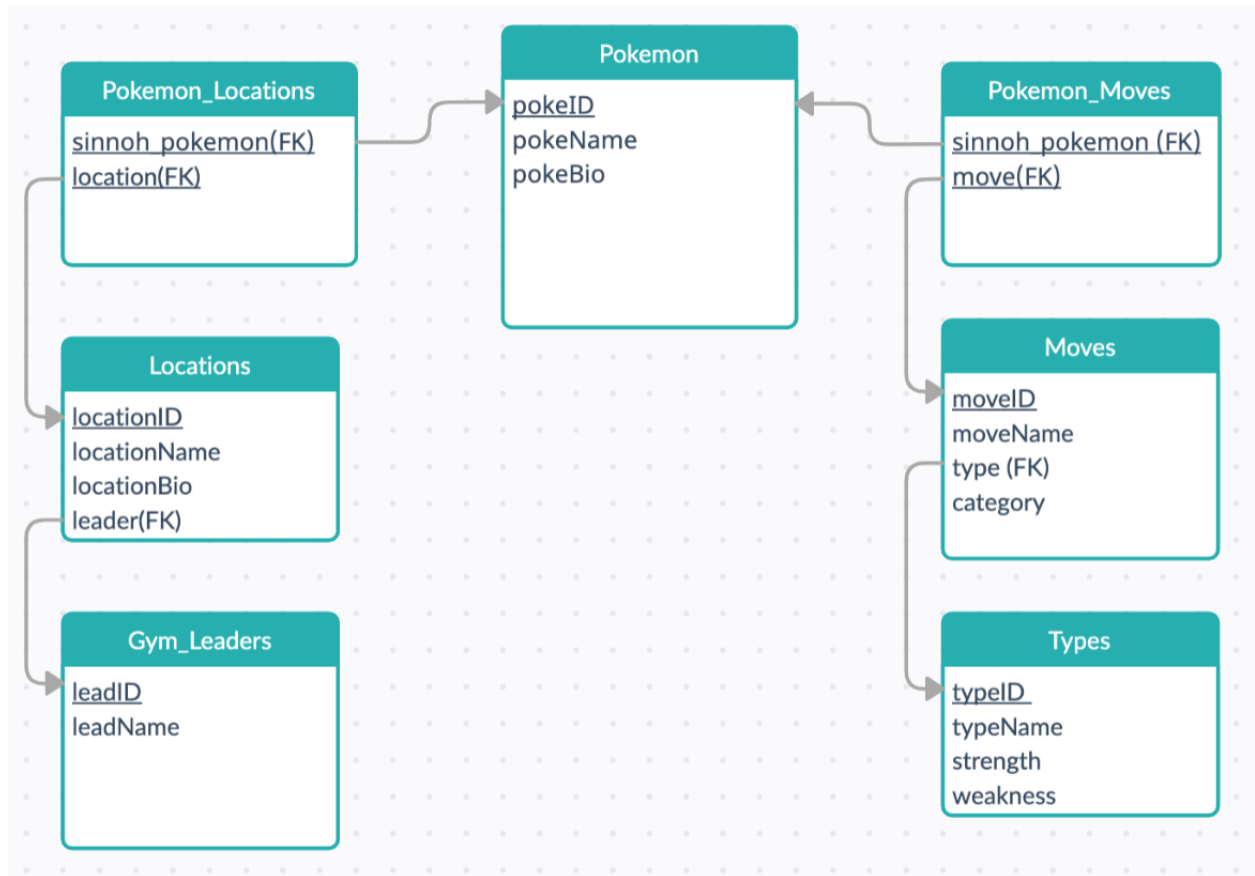 Pokemon_Locations
sinnoh_pokemon(FK)
location(FK)
Locations
locationID
locationName
locationBio
leader(FK)
Gym_Leaders
leadID
leadName
Pokemon
pokeID
pokeName
pokeBio
Pokemon_Moves
sinnoh_pokemon (FK)
move(FK)
Moves
moveID
moveName
type (FK)
category
Types
typeID
typeName
strength
weakness